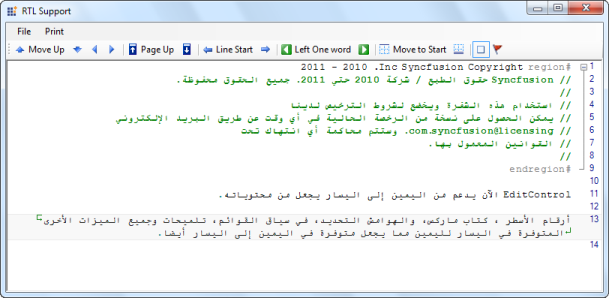 RTL Support
File Print
Move Up Page Up Line Start Left One word Move to Start
#region Syncfusion Copyright Inc. 2010 - 2011 1
// Syncfusion حقوق الطبع / شركة 2010 حتى 2011. جميع الحقوق محفوظة. 2
// 3
// استخدام هذه الشفرة ويخضع لشروط الترخيص لدينا 4
// يمكن الحصول على نسخة من الرخصة الحالية في أي وقت عن طريق البريد الإلكتروني 5
// com.syncfusion@licensing. وستتم محاكمة أي انتهاك تحت 6
// القوانين المعمول بها. 7
// 8
#endregion 9
10
EditControl الآن يدعم من اليمين إلى اليسار يجعل من محتوياته. 11
12
أرقام الأسطر ، كتاب ماركس، والهوامش التحديد، في سياق القوائم، تلميحات وجميع الميزات الأخرى 13
المتوفرة في اليسار لليمين مما يجعل متوفرة في اليمين إلى اليسار أيضا.
14